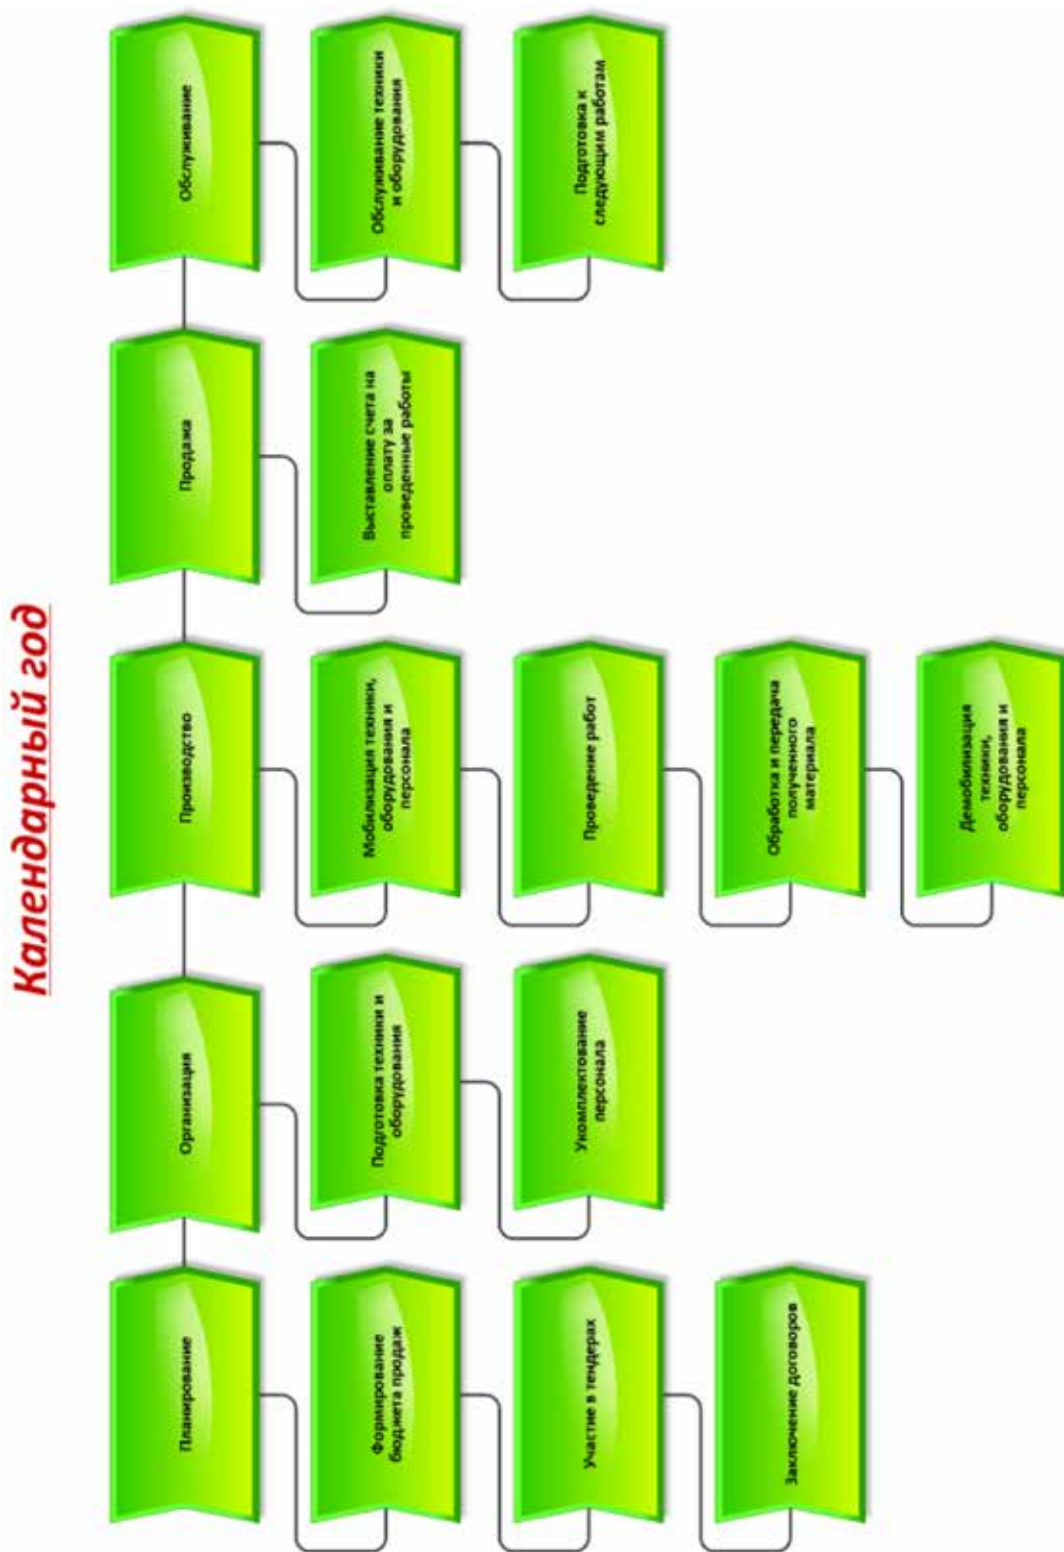 Календарный год
Планирование
Организация
Производство
Продажа
Обслуживание
Формирование
бюджета продаж
Подготовка техники и
оборудования
Мобилизация техники,
оборудования и
персонала
Выставление счета на
оплату за
проведенные работы
Обслуживание техники
и оборудования
Участие в тендерах
Укомплектование
персонала
Проведение работ
Подготовка к
следующим работам
Заключение договоров
Обработка и передача
полученного
материала
Демобилизация
техники,
оборудования и
персонала